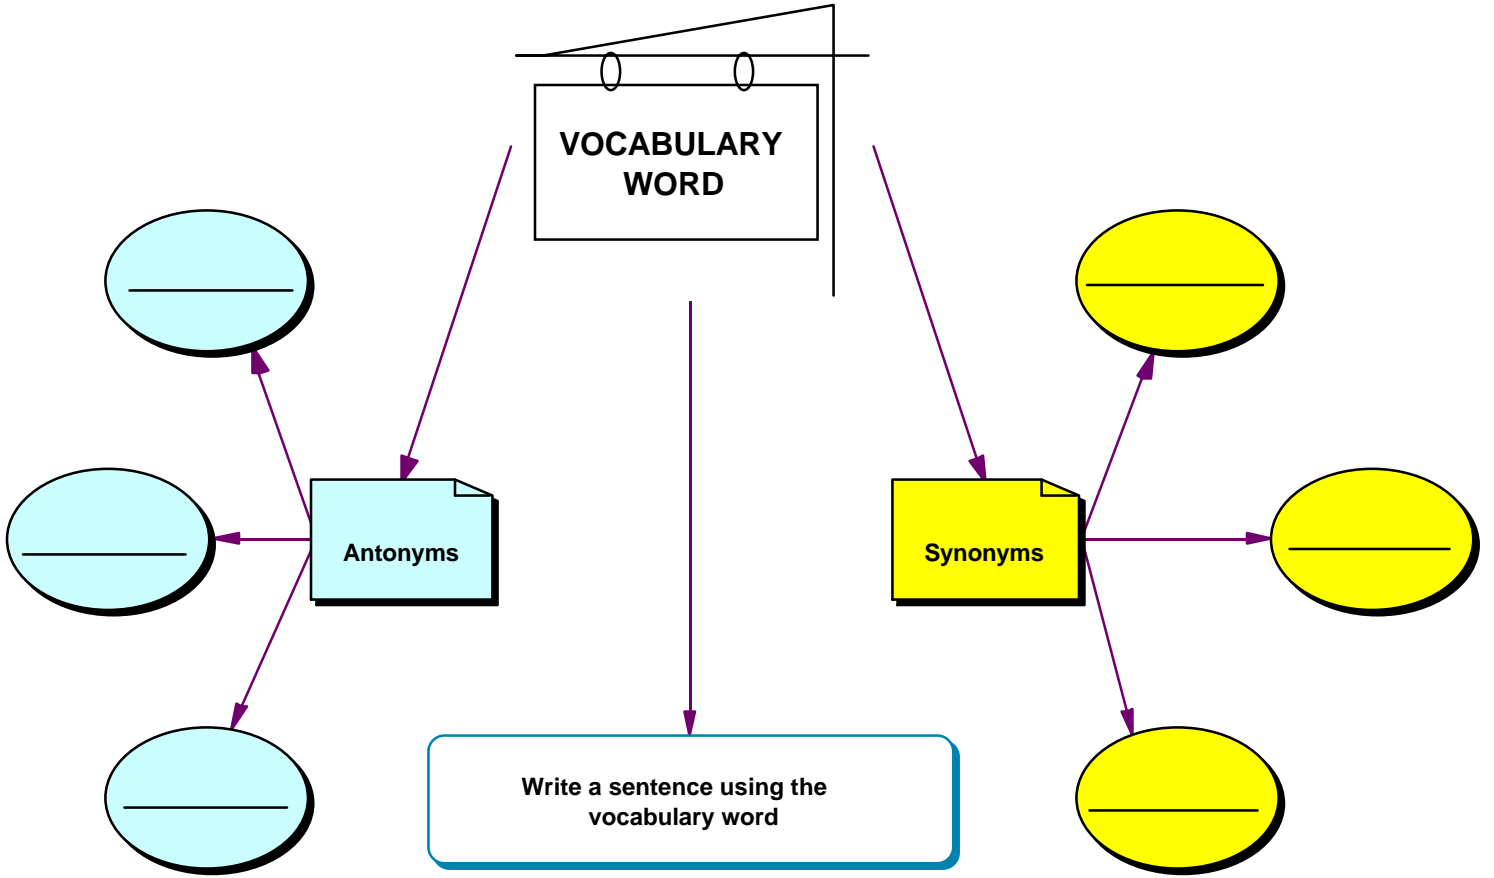 VOCABULARY
WORD
Antonyms
Synonyms
Write a sentence using the
vocabulary word